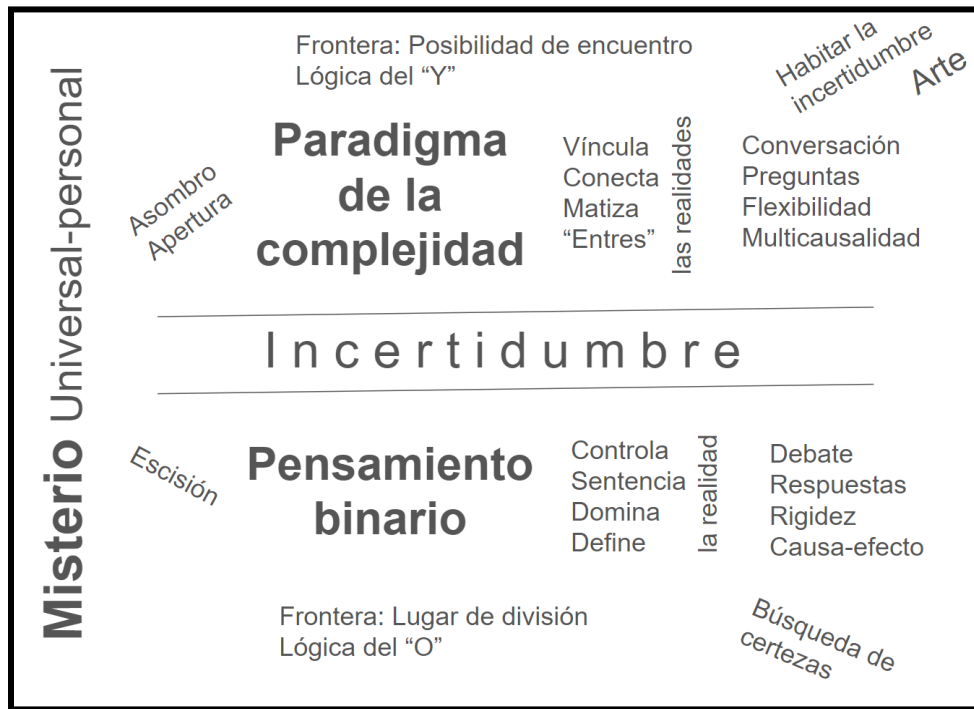 Misterio Universal-personal
Frontera: Posibilidad de encuentro
Lógica del “Y”
Habitar la
incertidumbre
Arte
Asombro
Apertura
Paradigma
de la
complejidad
Víncula
Conecta
Matiza
“Entres”
las realidades
Conversación
Preguntas
Flexibilidad
Multicausalidad
Incertidumbre
Escisión
Pensamiento
binario
Controla
Sentencia
Domina
Define
la realidad
Debate
Respuestas
Rigidez
Causa-efecto
Frontera: Lugar de división
Lógica del “O”
Búsqueda de
certezas